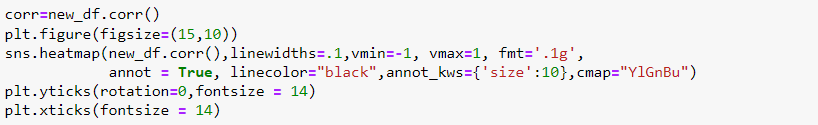 corr=new_df.corr()
plt.figure(figsize=(15,10))
sns.heatmap(new_df.corr(),linewidths=.1,vmin=-1, vmax=1, fmt='.1g',
            annot = True, linecolor="black",annot_kws={'size':10},cmap="YlGnBu")
plt.yticks(rotation=0,fontsize = 14)
plt.xticks(fontsize = 14)